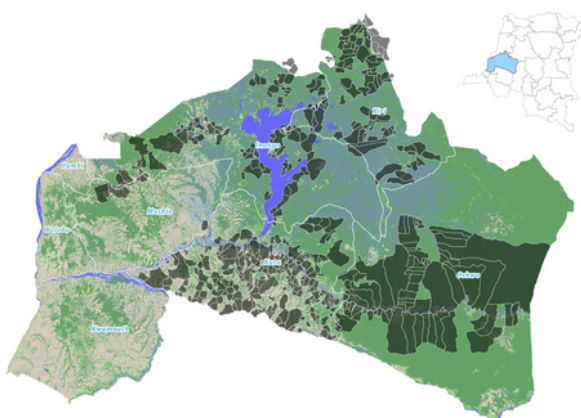 Kiri
Inongo
Yumbi
Mushie
Bolobo
Kutu
Oshwe
Kwamouth